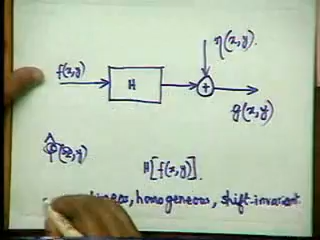 η(x,y).
f(x,y)
H
+
g(x,y)
H[f(x,y)].
linear, homogeneous, shift-invariant